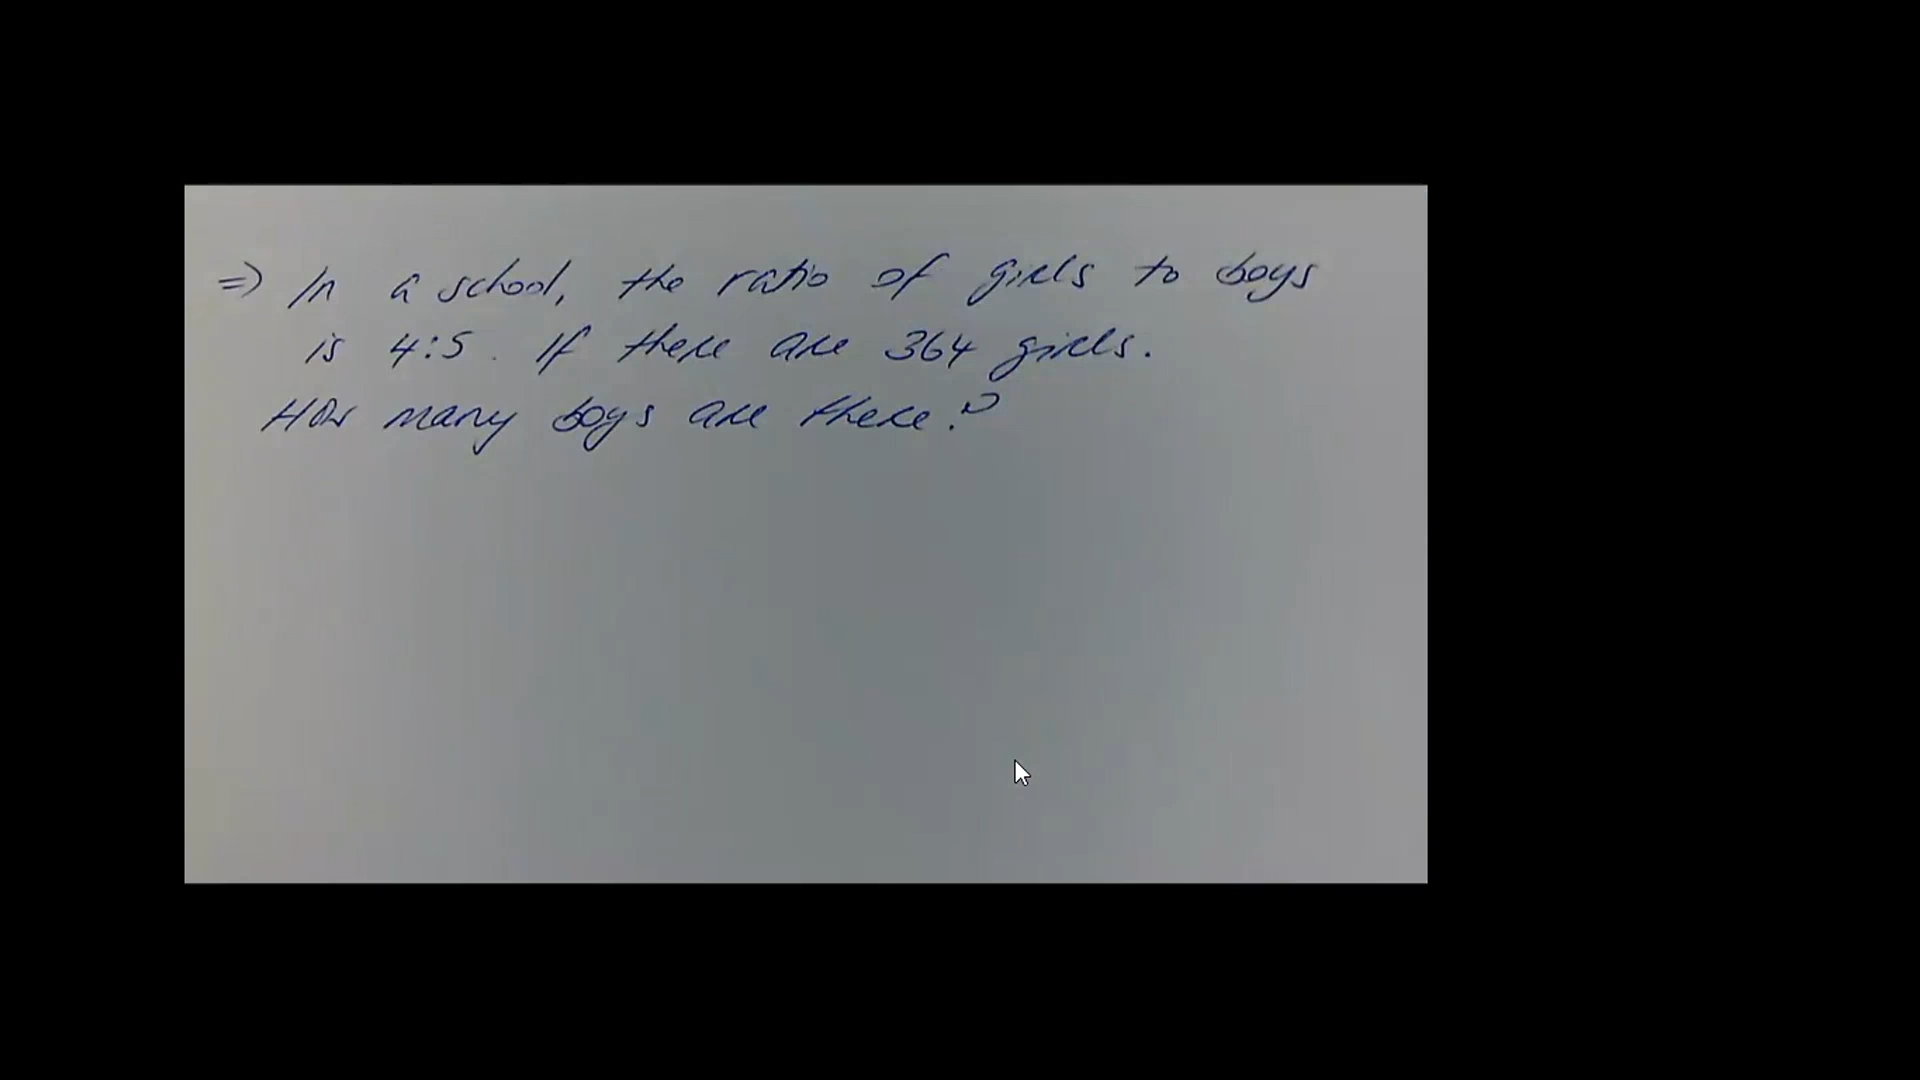 =) In a school, the ratio of girls to boys
is 4:5. If there are 364 girls.
How many boys are there?